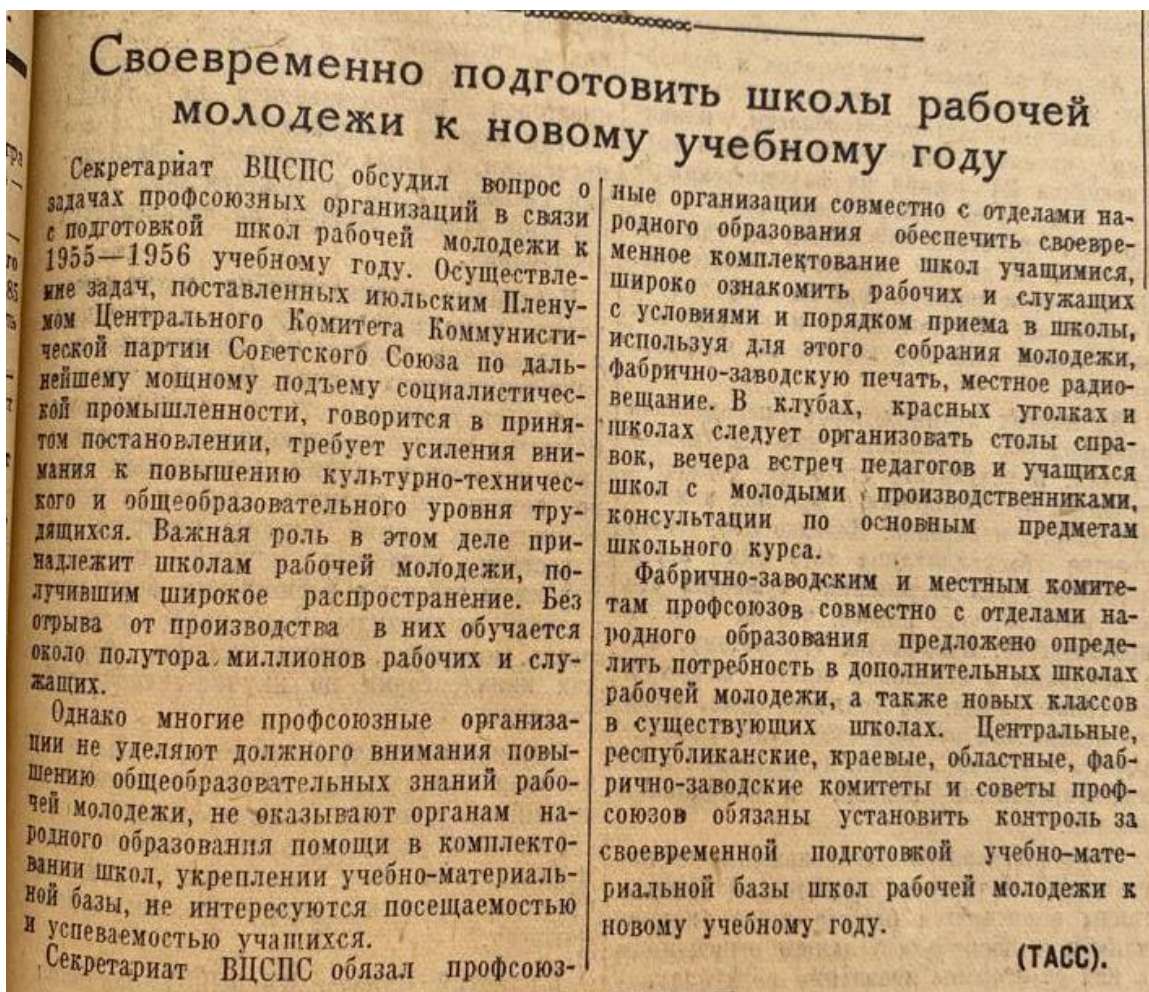 Своевременно подготовить школы рабочей
молодежи к новому учебному году
Секретариат ВЦСПС обсудил вопрос о
задачах профсоюзных организаций в связи
с подготовкой школ рабочей молодежи к
1955—1956 учебному году. Осуществле-
ние задач, поставленных июльским Плену-
мом Центрального Комитета Коммунисти-
ческой партии Советского Союза по даль-
нейшему мощному подъему социалистичес-
кой промышленности, говорится в приня-
том постановлении, требует усиления вни-
мания к повышению культурно-техничес-
кого и общеобразовательного уровня тру-
дящихся. Важная роль в этом деле при-
надлежит школам рабочей молодежи, по-
лучившим широкое распространение. Без
отрыва от производства в них обучается
около полутора миллионов рабочих и слу-
жащих.
Однако многие профсоюзные организа-
ции не уделяют должного внимания повы-
шению общеобразовательных знаний рабо-
чей молодежи, не оказывают органам на-
родного образования помощи в комплекто-
вании школ, укреплении учебно-материаль-
ной базы, не интересуются посещаемостью
и успеваемостью учащихся.
Секретариат ВЦСПС обязал профсоюз-
ные организации совместно с отделами на-
родного образования обеспечить своевре-
менное комплектование школ учащимися,
широко ознакомить рабочих и служащих
с условиями и порядком приема в школы,
используя для этого собрания молодежи,
фабрично-заводскую печать, местное радио-
вещание. В клубах, красных уголках и
школах следует организовать столы спра-
вок, вечера встреч педагогов и учащихся
школ с молодыми производственниками,
консультации по основным предметам
школьного курса.
Фабрично-заводским и местным комите-
там профсоюзов совместно с отделами на-
родного образования предложено опреде-
лить потребность в дополнительных школах
рабочей молодежи, а также новых классов
в существующих школах. Центральные,
республиканские, краевые, областные, фаб-
рично-заводские комитеты и советы проф-
союзов обязаны установить контроль за
своевременной подготовкой учебно-мате-
риальной базы школ рабочей молодежи к
новому учебному году.
(ТАСС).